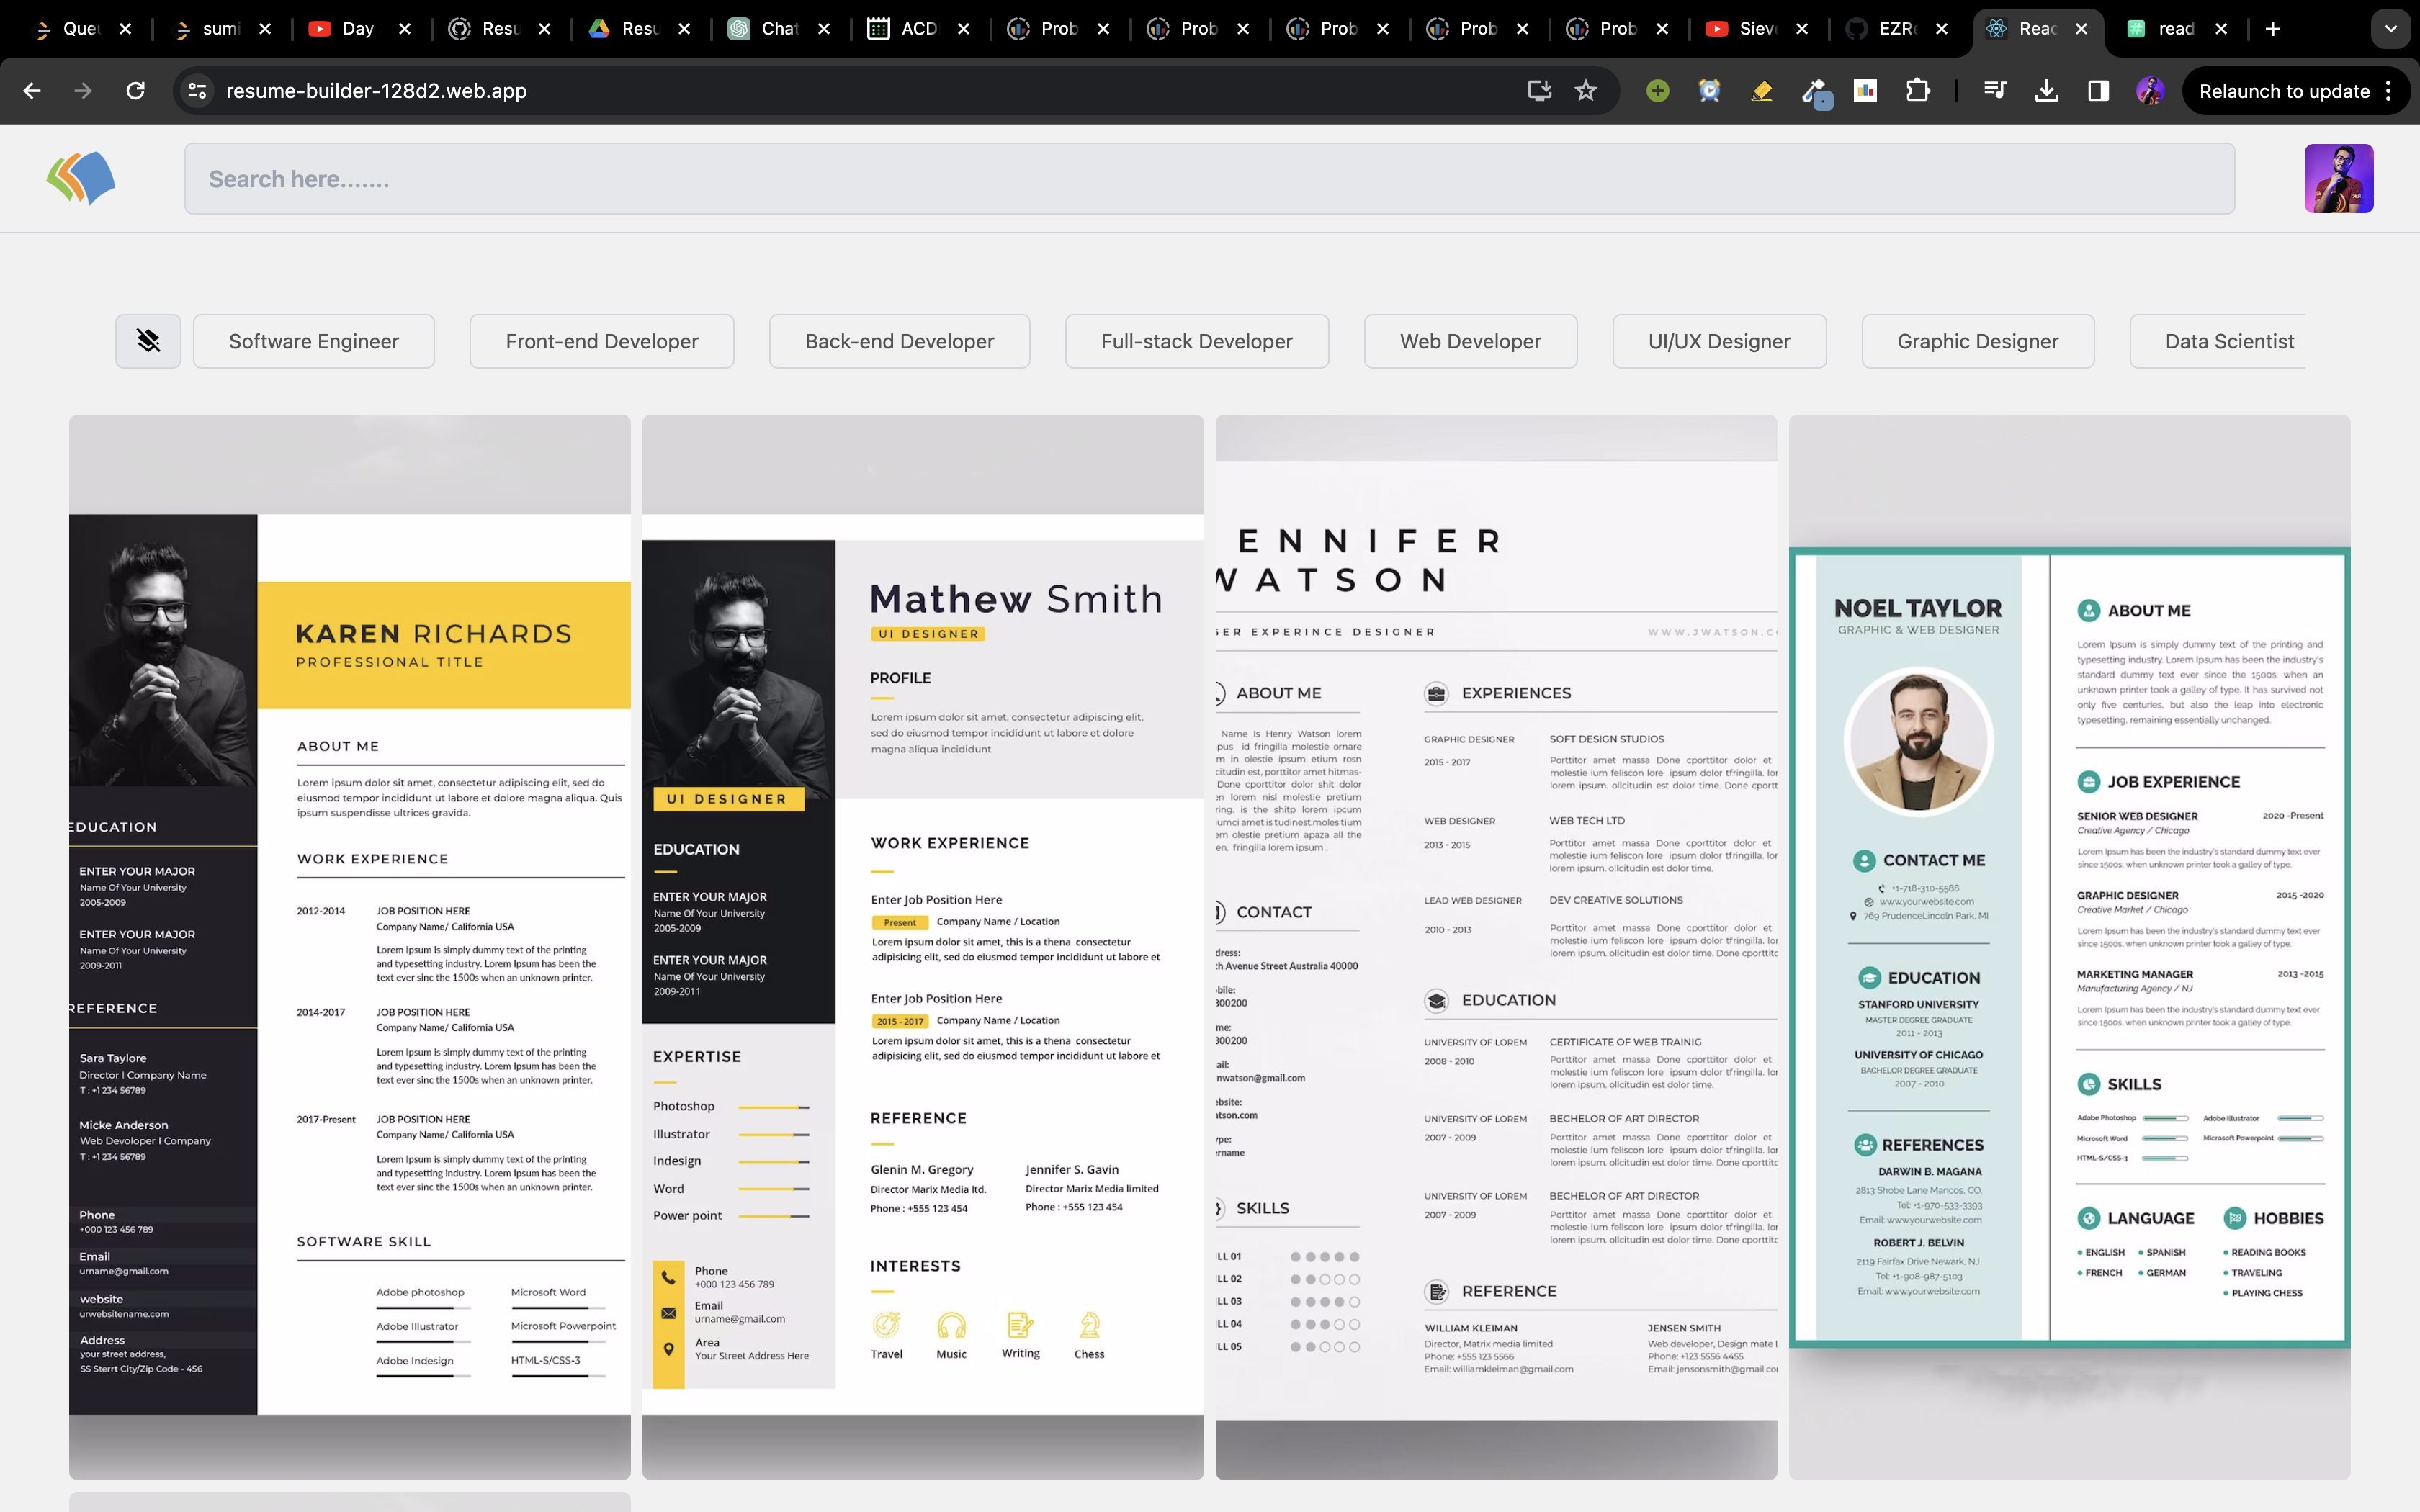 Que
sumi
Day
Resu
Resu
Chat
ACD
Prob
Prob
Prob
Prob
Prob
Siev
EZRe
Reac
read
resume-builder-128d2.web.app
Relaunch to update
Search here.......
Software Engineer
Front-end Developer
Back-end Developer
Full-stack Developer
Web Developer
UI/UX Designer
Graphic Designer
Data Scientist
KAREN RICHARDS
PROFESSIONAL TITLE
ABOUT ME
Lorem ipsum dolor sit amet, consectetur adipiscing elit, sed do
eiusmod tempor incididunt ut labore et dolore magna aliqua. Quis
ipsum suspendisse ultrices gravida.
EDUCATION
ENTER YOUR MAJOR
Name Of Your University
2005-2009
ENTER YOUR MAJOR
Name Of Your University
2009-2011
REFERENCE
Sara Taylore
Director I Company Name
T : +1 234 56789
Micke Anderson
Web Devoloper I Company
T : +1 234 56789
Phone
+000 123 456 789
Email
urname@gmail.com
website
urwebsitename.com
Address
your street address,
SS Sterrt City/Zip Code - 456
WORK EXPERIENCE
2012-2014 JOB POSITION HERE
Company Name/ California USA
Lorem Ipsum is simply dummy text of the printing
and typesetting industry. Lorem Ipsum has been the
text ever sinc the 1500s when an unknown printer.
2014-2017 JOB POSITION HERE
Company Name/ California USA
Lorem Ipsum is simply dummy text of the printing
and typesetting industry. Lorem Ipsum has been the
text ever sinc the 1500s when an unknown printer.
2017-Present JOB POSITION HERE
Company Name/ California USA
Lorem Ipsum is simply dummy text of the printing
and typesetting industry. Lorem Ipsum has been the
text ever sinc the 1500s when an unknown printer.
SOFTWARE SKILL
Adobe photoshop Microsoft Word
Adobe Illustrator Microsoft Powerpoint
Adobe Indesign HTML-S/CSS-3
Mathew Smith
UI DESIGNER
PROFILE
Lorem ipsum dolor sit amet, consectetur adipiscing elit,
sed do eiusmod tempor incididunt ut labore et dolore
magna aliqua incididunt
UI DESIGNER
EDUCATION
ENTER YOUR MAJOR
Name Of Your University
2005-2009
ENTER YOUR MAJOR
Name Of Your University
2009-2011
EXPERTISE
Photoshop
Illustrator
Indesign
Word
Power point
Phone
+000 123 456 789
Email
urname@gmail.com
Area
Your Street Address Here
WORK EXPERIENCE
Enter Job Position Here
Present Company Name / Location
Lorem ipsum dolor sit amet, this is a thena consectetur
adipisicing elit, sed do eiusmod tempor incididunt ut labore et
Enter Job Position Here
2015 - 2017 Company Name / Location
Lorem ipsum dolor sit amet, this is a thena consectetur
adipisicing elit, sed do eiusmod tempor incididunt ut labore et
REFERENCE
Glenin M. Gregory Jennifer S. Gavin
Director Marix Media ltd. Director Marix Media limited
Phone : +555 123 454 Phone : +555 123 454
INTERESTS
Travel Music Writing Chess
ENNIFER
WATSON
SER EXPERINCE DESIGNER WWW.JWATSON.C
ABOUT ME
Name Is Henry Watson lorem
pus id fringilla molestie ornare
m in olestie ipsum etium rosn
citudin est, porttitor amet hitmas-
Done cporttitor dolor shit dolor
en lorem nisl molestie pretium
ring. is the shitp lorem ipcum
iumci amet is tudinest.moles tium
em olestie pretium apaza all the
en. fringilla lorem ipsum .
CONTACT
dress:
th Avenue Street Australia 40000
obile:
800200
me:
800200
ail:
nwatson@gmail.com
ebsite:
atson.com
ype:
ername
SKILLS
ILL 01
ILL 02
ILL 03
ILL 04
ILL 05
EXPERIENCES
GRAPHIC DESIGNER SOFT DESIGN STUDIOS
2015 - 2017
Porttitor amet massa Done cporttitor dolor et
molestie ium feliscon lore ipsum dolor tfringilla. lor
lorem ipsum. ollcitudin est dolor time. Done cportt
WEB DESIGNER WEB TECH LTD
2013 - 2015
Porttitor amet massa Done cporttitor dolor et
molestie ium feliscon lore ipsum dolor tfringilla. lor
lorem ipsum. ollcitudin est dolor time.
LEAD WEB DESIGNER DEV CREATIVE SOLUTIONS
2010 - 2013
Porttitor amet massa Done cporttitor dolor et
molestie ium feliscon lore ipsum dolor tfringilla. lor
lorem ipsum. ollcitudin est dolor time. Done cporttitc
EDUCATION
UNIVERSITY OF LOREM CERTIFICATE OF WEB TRAINIG
2008 - 2010
Porttitor amet massa Done cporttitor dolor et
molestie ium feliscon lore ipsum dolor tfringilla. lor
lorem ipsum. ollcitudin est dolor time.
UNIVERSITY OF LOREM BECHELOR OF ART DIRECTOR
2007 - 2009
Porttitor amet massa Done cporttitor dolor et
molestie ium feliscon lore ipsum dolor tfringilla. lor
lorem ipsum. ollcitudin est dolor time. Done cporttitc
UNIVERSITY OF LOREM BECHELOR OF ART DIRECTOR
2007 - 2009
Porttitor amet massa Done cporttitor dolor et
molestie ium feliscon lore ipsum dolor tfringilla. lor
lorem ipsum. ollcitudin est dolor time. Done cporttitc
REFERENCE
WILLIAM KLEIMAN JENSEN SMITH
Director, Matrix media limited Web developer, Design mate L
Phone: +555 123 5566 Phone: +123 5556 4455
Email: williamkleiman@gmail.com Email: jensonsmith@gmail.co
NOEL TAYLOR
GRAPHIC & WEB DESIGNER
CONTACT ME
+1-718-310-5588
www.yourwebsite.com
769 PrudenceLincoln Park, MI
EDUCATION
STANFORD UNIVERSITY
MASTER DEGREE GRADUATE
2011 - 2013
UNIVERSITY OF CHICAGO
BACHELOR DEGREE GRADUATE
2007 - 2010
REFERENCES
DARWIN B. MAGANA
2813 Shobe Lane Mancos, CO.
Tel: +1-970-533-3393
Email: www.yourwebsite.com
ROBERT J. BELVIN
2119 Fairfax Drive Newark, NJ.
Tel: +1-908-987-5103
Email: www.yourwebsite.com
ABOUT ME
Lorem Ipsum is simply dummy text of the printing and
typesetting industry. Lorem Ipsum has been the industry's
standard dummy text ever since the 1500s, when an
unknown printer took a galley of type. It has survived not
only five centuries, but also the leap into electronic
typesetting, remaining essentially unchanged.
JOB EXPERIENCE
SENIOR WEB DESIGNER 2020 -Present
Creative Agency / Chicago
Lorem Ipsum has been the industry's standard dummy text ever
since 1500s, when unknown printer took a galley of type.
GRAPHIC DESIGNER 2015 -2020
Creative Market / Chicago
Lorem Ipsum has been the industry's standard dummy text ever
since 1500s, when unknown printer took a galley of type.
MARKETING MANAGER 2013 -2015
Manufacturing Agency / NJ
Lorem Ipsum has been the industry's standard dummy text ever
since 1500s, when unknown printer took a galley of type.
SKILLS
Adobe Photoshop Adobe Illustrator
Microsoft Word Microsoft Powerpoint
HTML-5/CSS-3
LANGUAGE
• ENGLISH • SPANISH
• FRENCH • GERMAN
HOBBIES
• READING BOOKS
• TRAVELING
• PLAYING CHESS